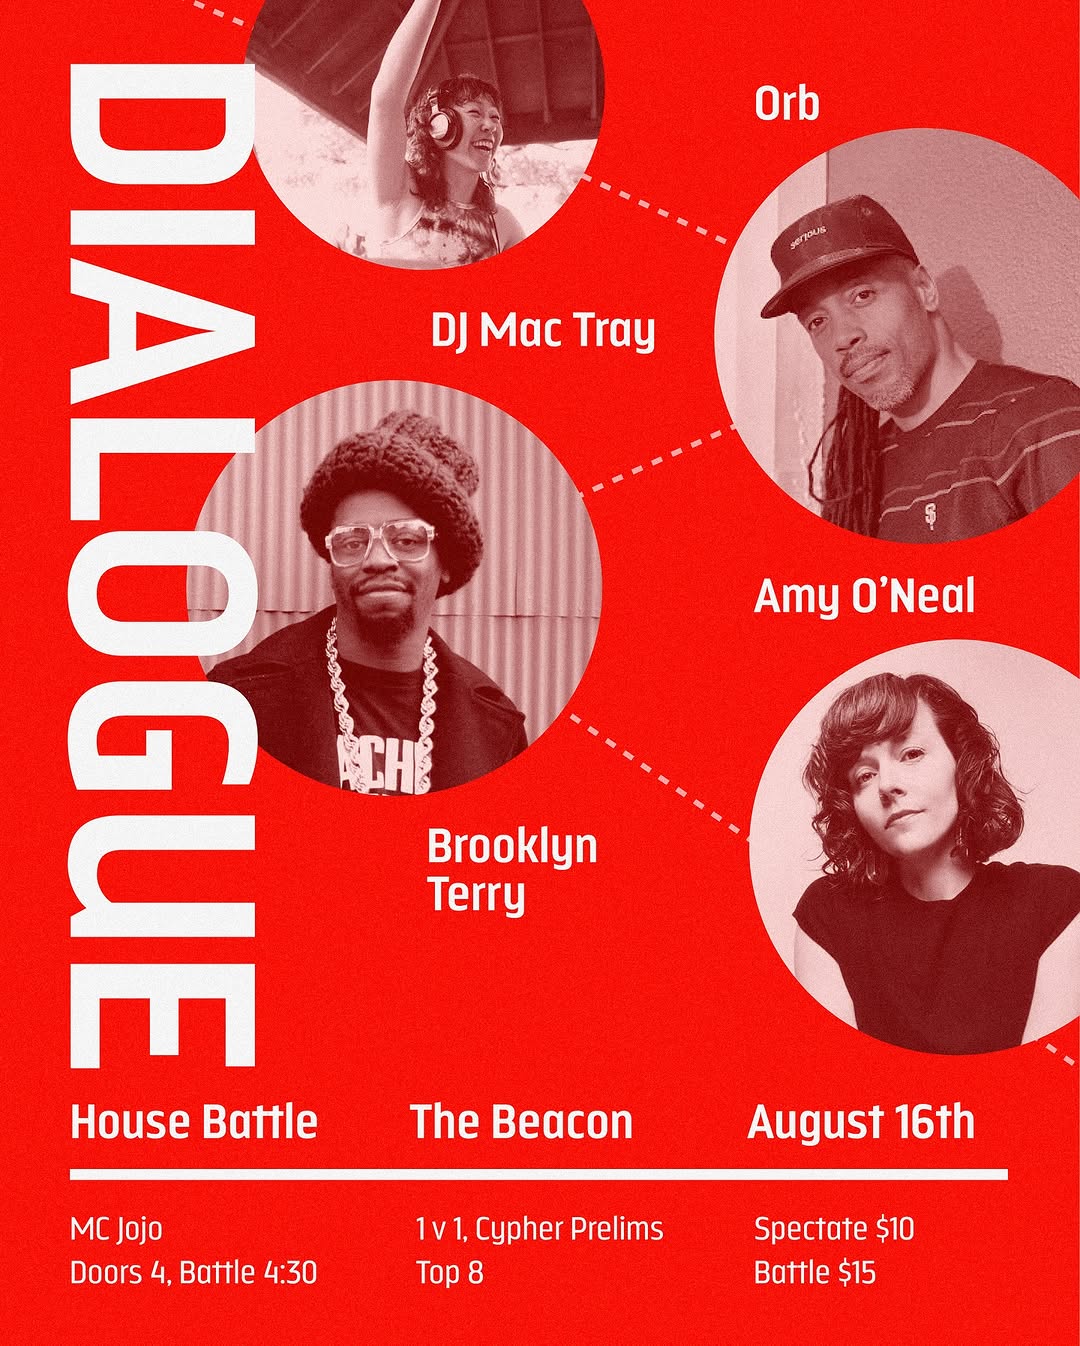 DIALOGUE
Orb
serious
DJ Mac Tray
Amy O'Neal
Brooklyn
Terry
House Battle
The Beacon
August 16th
MC Jojo
Doors 4, Battle 4:30
1 v 1, Cypher Prelims
Top 8
Spectate $10
Battle $15